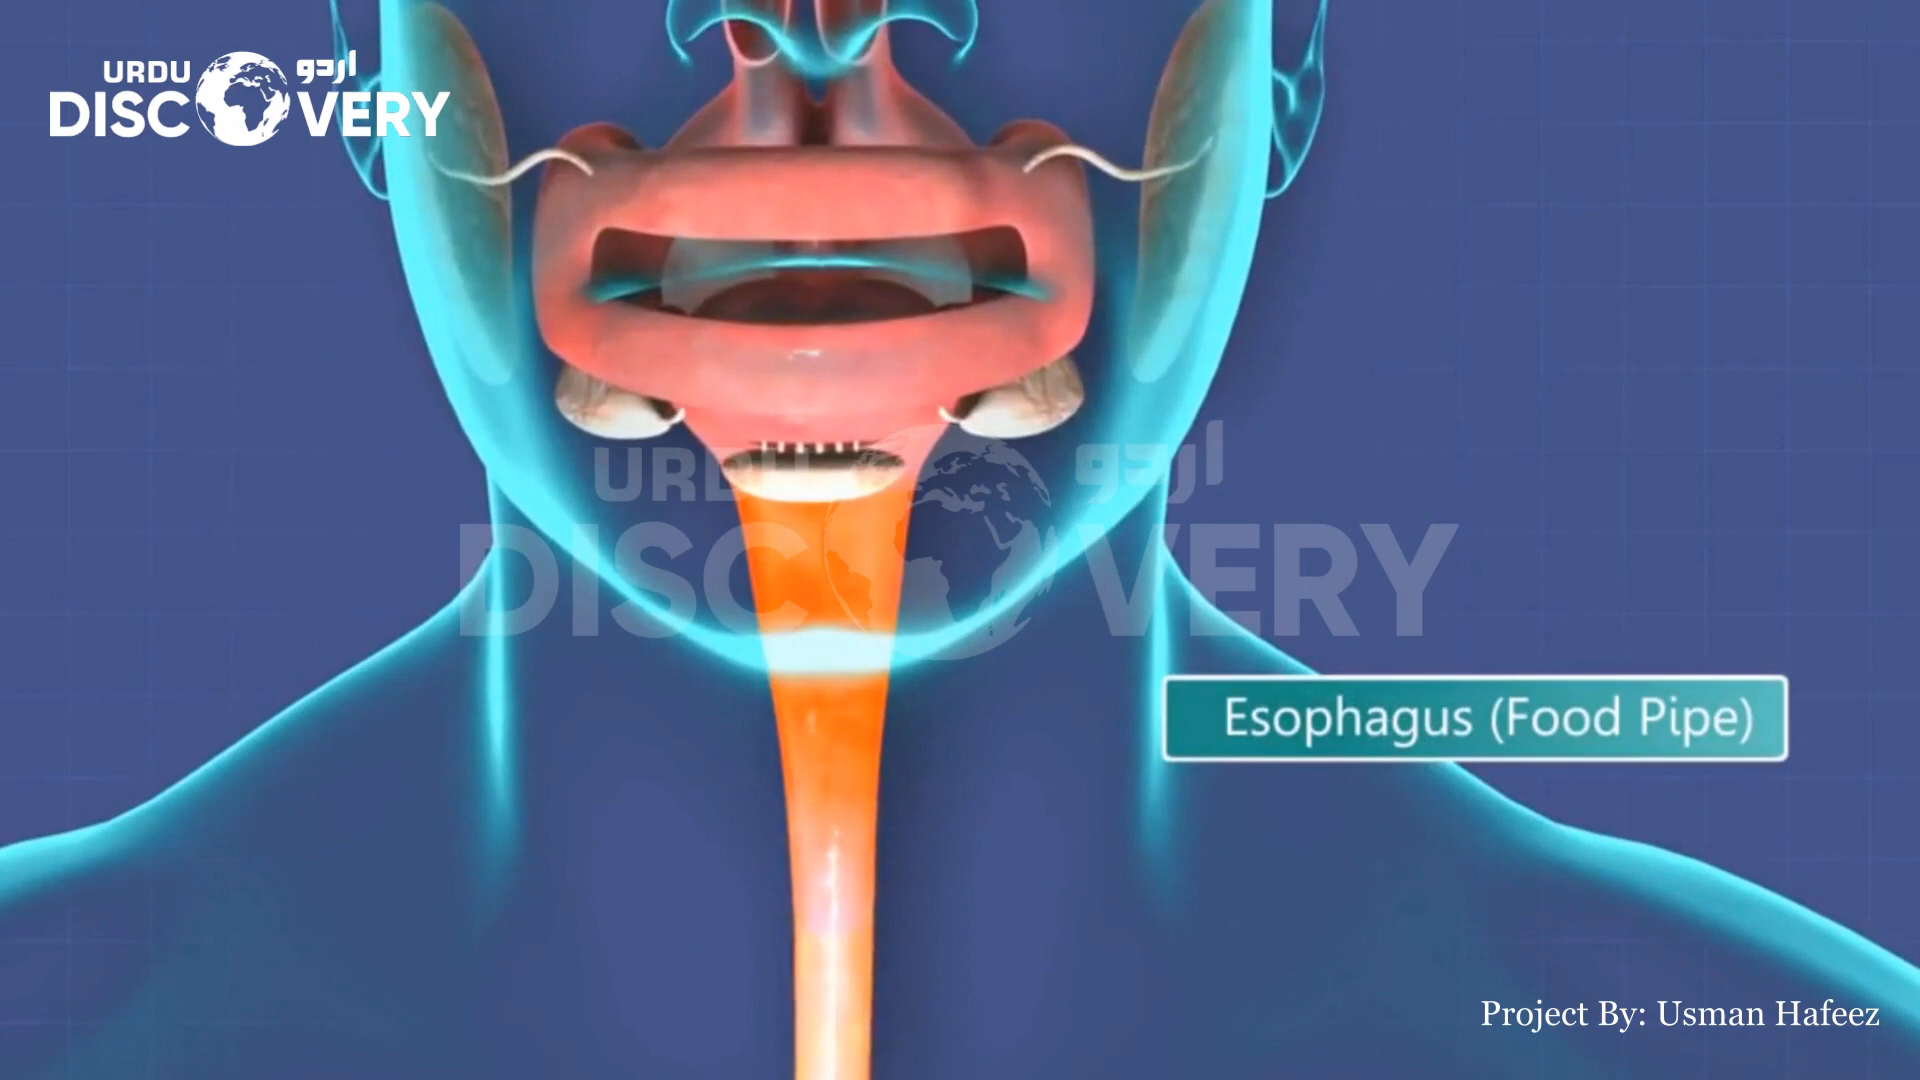 URDU اردو
DISCOVERY
URDU اردو
DISCOVERY
Esophagus (Food Pipe)
Project By: Usman Hafeez